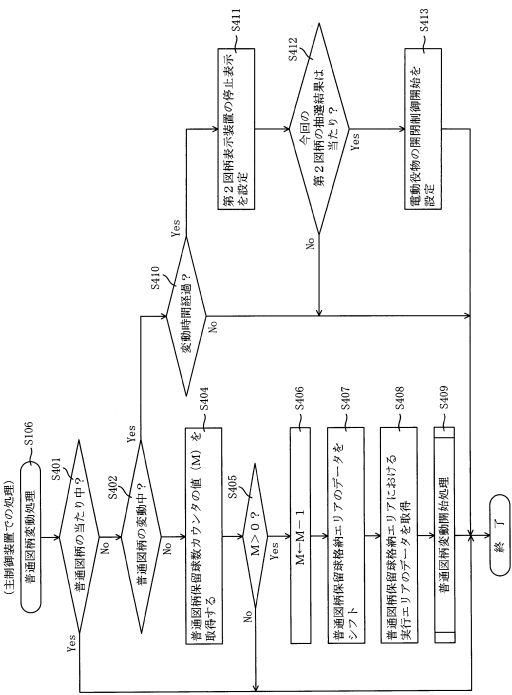 (主制御装置での処理)
普通図柄変動処理
S106
普通図柄の当たり中?
S401
Yes
No
普通図柄の変動中?
S402
Yes
No
普通図柄保留球数カウンタの値(M)を
取得する
S404
M>0?
S405
No
Yes
M←M-1
S406
普通図柄保留球格納エリアのデータを
シフト
S407
普通図柄保留球格納エリアにおける
実行エリアのデータを取得
S408
普通図柄変動開始処理
S409
変動時間経過?
S410
Yes
No
第2図柄表示装置の停止表示
を設定
S411
今回の
第2図柄の抽選結果は
当たり?
S412
No
Yes
電動役物の開閉制御開始を
設定
S413
終了